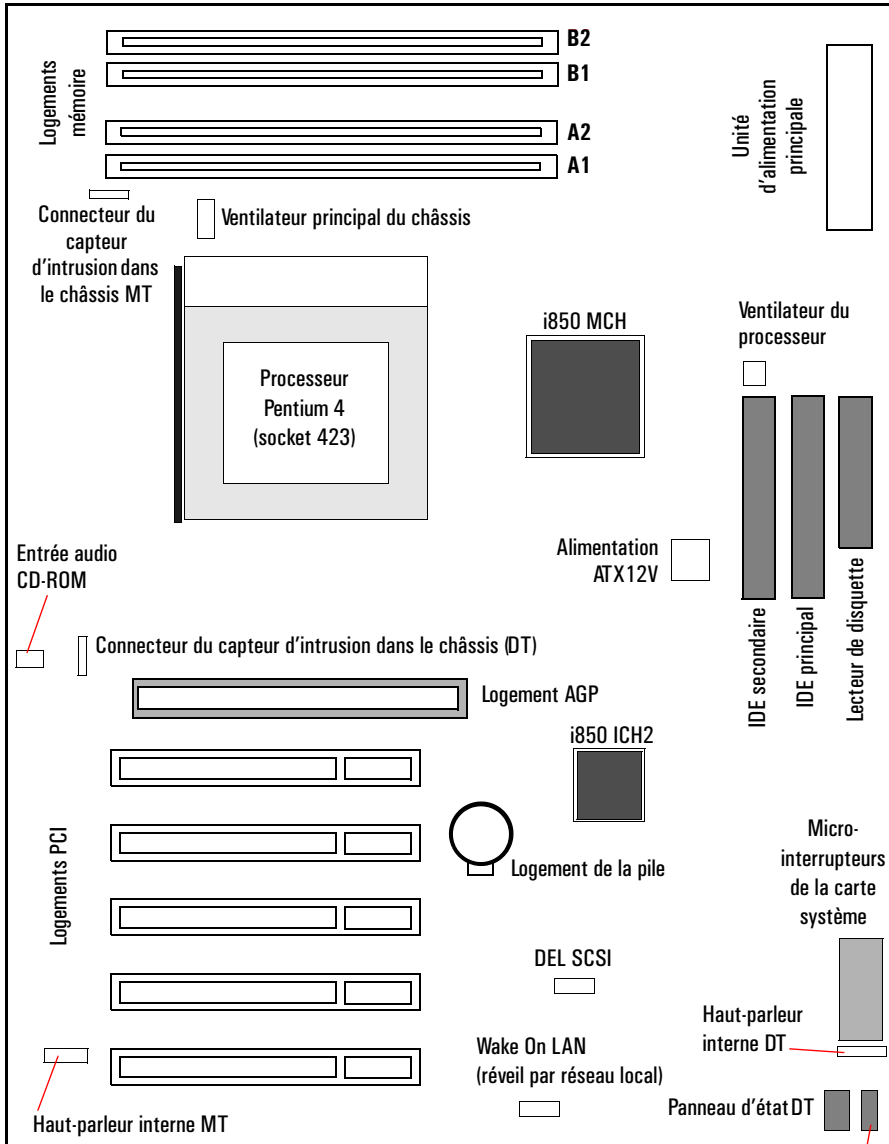 B2
B1
A2
A1
Logements
mémoire
Unité
d'alimentation
principale
Connecteur du
capteur
d'intrusion dans
le châssis MT
Ventilateur principal du châssis
i850 MCH
Ventilateur du
processeur
Processeur
Pentium 4
(socket 423)
Alimentation
ATX12V
Entrée audio
CD-ROM
IDE secondaire
IDE principal
Lecteur de disquette
Connecteur du capteur d'intrusion dans le châssis (DT)
Logement AGP
i850 ICH2
Logements PCI
Logement de la pile
Micro-
interrupteurs
de la carte
système
DEL SCSI
Haut-parleur
interne DT
Wake On LAN
(réveil par réseau local)
Panneau d'état DT
Haut-parleur interne MT